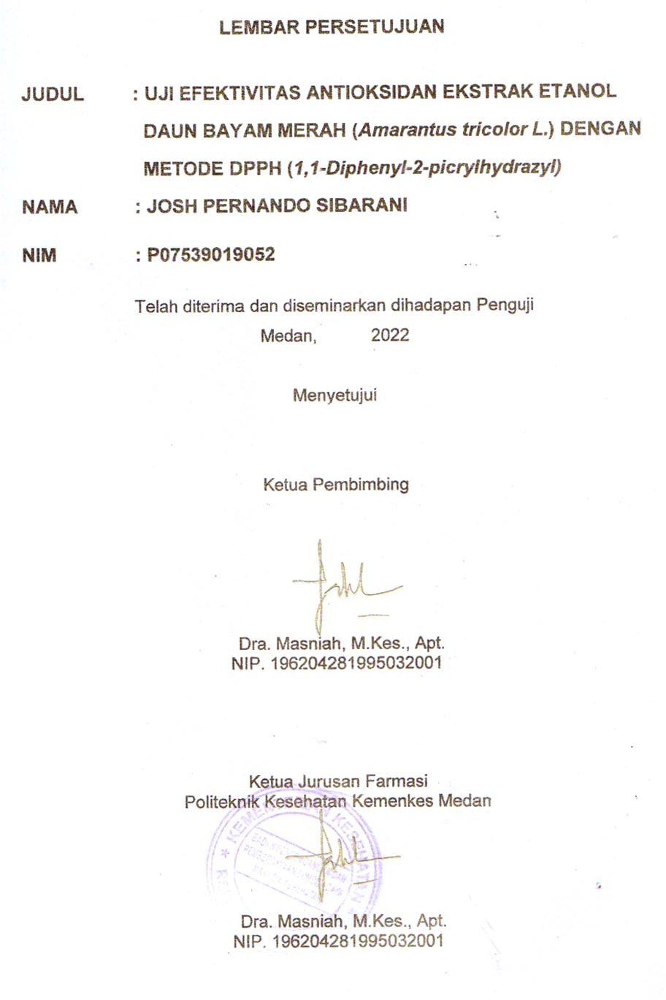 LEMBAR PERSETUJUAN
JUDUL : UJI EFEKTIVITAS ANTIOKSIDAN EKSTRAK ETANOL
DAUN BAYAM MERAH (Amarantus tricolor L.) DENGAN
METODE DPPH (1,1-Diphenyl-2-picrylhydrazyl)
NAMA : JOSH PERNANDO SIBARANI
NIM : P07539019052
Telah diterima dan diseminarkan dihadapan Penguji
Medan, 2022
Menyetujui
Ketua Pembimbing
Dra. Masniah, M.Kes., Apt.
NIP. 196204281995032001
Ketua Jurusan Farmasi
Politeknik Kesehatan Kemenkes Medan
KESEHATAN
Dra. Masniah, M.Kes., Apt.
NIP. 196204281995032001